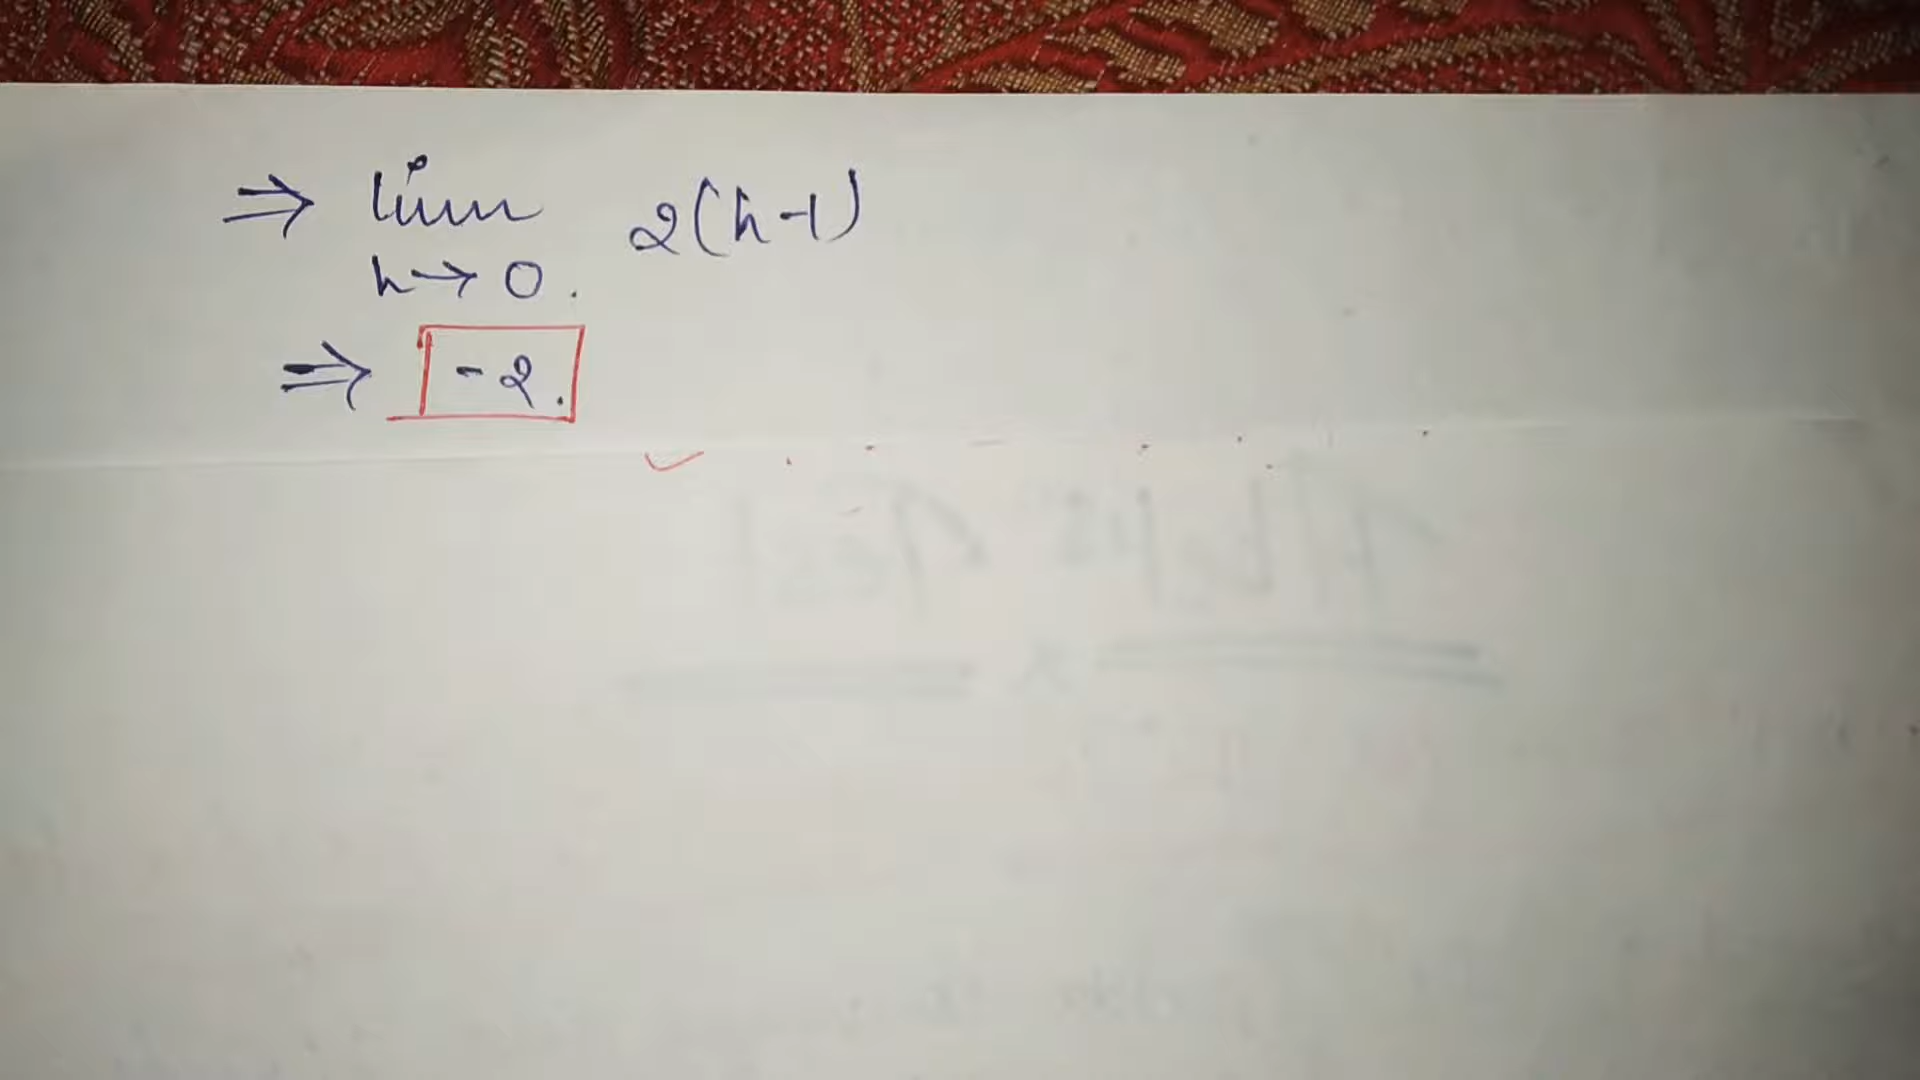 ⇒ lim 2(h-1)
h→0.
⇒ -2.